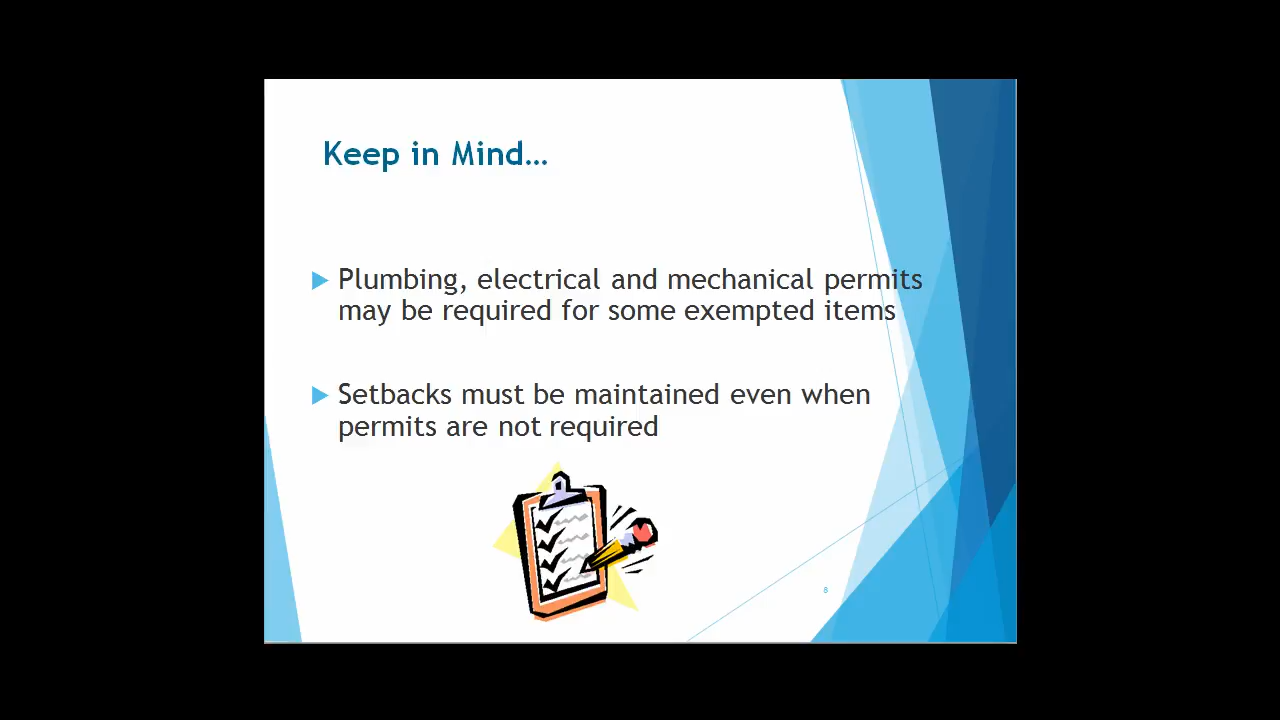 Keep in Mind…
Plumbing, electrical and mechanical permits
may be required for some exempted items
Setbacks must be maintained even when
permits are not required
8